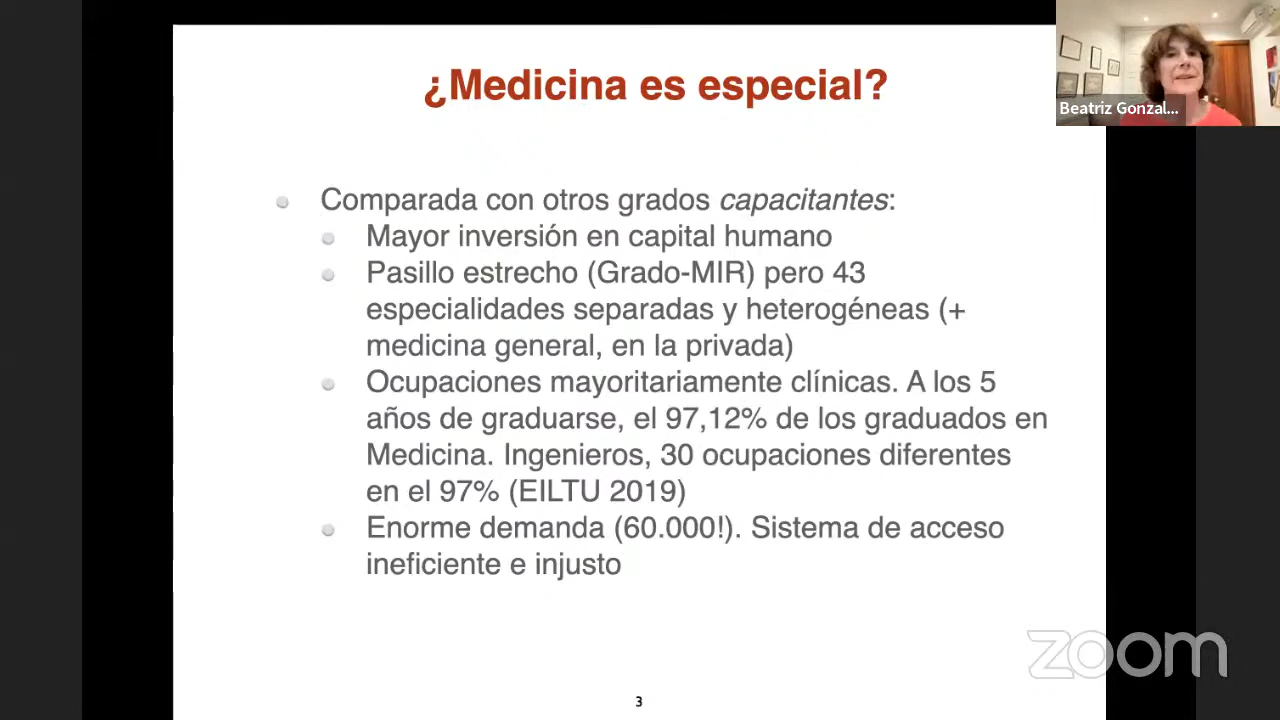 ¿Medicina es especial?
Beatriz Gonzal...
Comparada con otros grados capacitantes:
Mayor inversión en capital humano
Pasillo estrecho (Grado-MIR) pero 43
especialidades separadas y heterogéneas (+
medicina general, en la privada)
Ocupaciones mayoritariamente clínicas. A los 5
años de graduarse, el 97,12% de los graduados en
Medicina. Ingenieros, 30 ocupaciones diferentes
en el 97% (EILTU 2019)
Enorme demanda (60.000!). Sistema de acceso
ineficiente e injusto
zoom
3